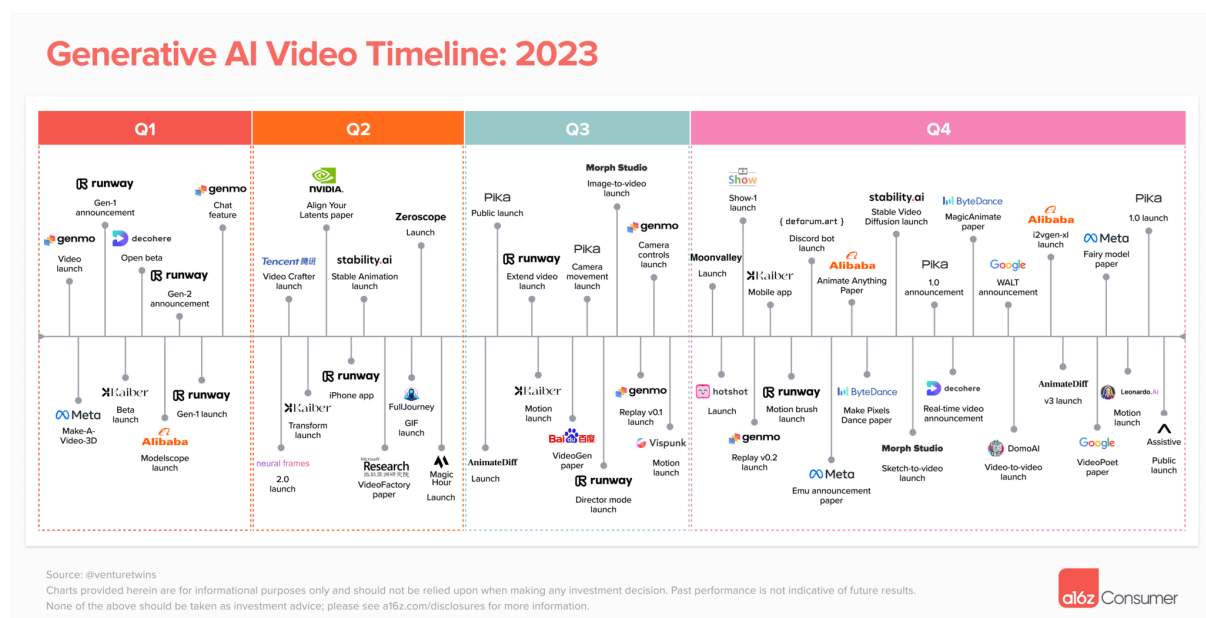 Generative AI Video Timeline: 2023
Q1
Q2
Q3
Q4
runway
Gen-1
announcement
genmo
Video
launch
decohere
Open beta
runway
Gen-2
announcement
genmo
Chat
feature
Meta
Make-A-
Video-3D
Kaiber
Beta
launch
Alibaba
Modelscope
launch
runway
Gen-1 launch
NVIDIA.
Align Your
Latents paper
Tencent 腾讯
Video Crafter
launch
stability.ai
Stable Animation
launch
Zeroscope
Launch
neural frames
2.0
launch
Kaiber
Transform
launch
runway
iPhone app
Microsoft
Research
VideoFactory
paper
FullJourney
GIF
launch
Magic
Hour
Launch
Pika
Public launch
runway
Extend video
launch
Pika
Camera
movement
launch
Morph Studio
Image-to-video
launch
genmo
Camera
controls
launch
AnimateDiff
Launch
Kaiber
Motion
launch
Bai百度
VideoGen
paper
runway
Director mode
launch
genmo
Replay v0.1
launch
Vispunk
Motion
launch
Moonvalley
Launch
Show
Show-1
launch
Kaiber
Mobile app
{ deforum.art }
Discord bot
launch
Alibaba
Animate Anything
Paper
stability.ai
Stable Video
Diffusion launch
Pika
1.0
announcement
ByteDance
MagicAnimate
paper
Google
WALT
announcement
Alibaba
i2vgen-xl
launch
Meta
Fairy model
paper
Pika
1.0 launch
hotshot
Launch
genmo
Replay v0.2
launch
runway
Motion brush
launch
Meta
Emu announcement
paper
ByteDance
Make Pixels
Dance paper
Morph Studio
Sketch-to-video
launch
decohere
Real-time video
announcement
DomoAI
Video-to-video
launch
AnimateDiff
v3 launch
Google
VideoPoet
paper
Leonardo.Ai
Motion
launch
Assistive
Public
launch
Source: @venturetwins
Charts provided herein are for informational purposes only and should not be relied upon when making any investment decision. Past performance is not indicative of future results.
None of the above should be taken as investment advice; please see a16z.com/disclosures for more information.
a16z Consumer